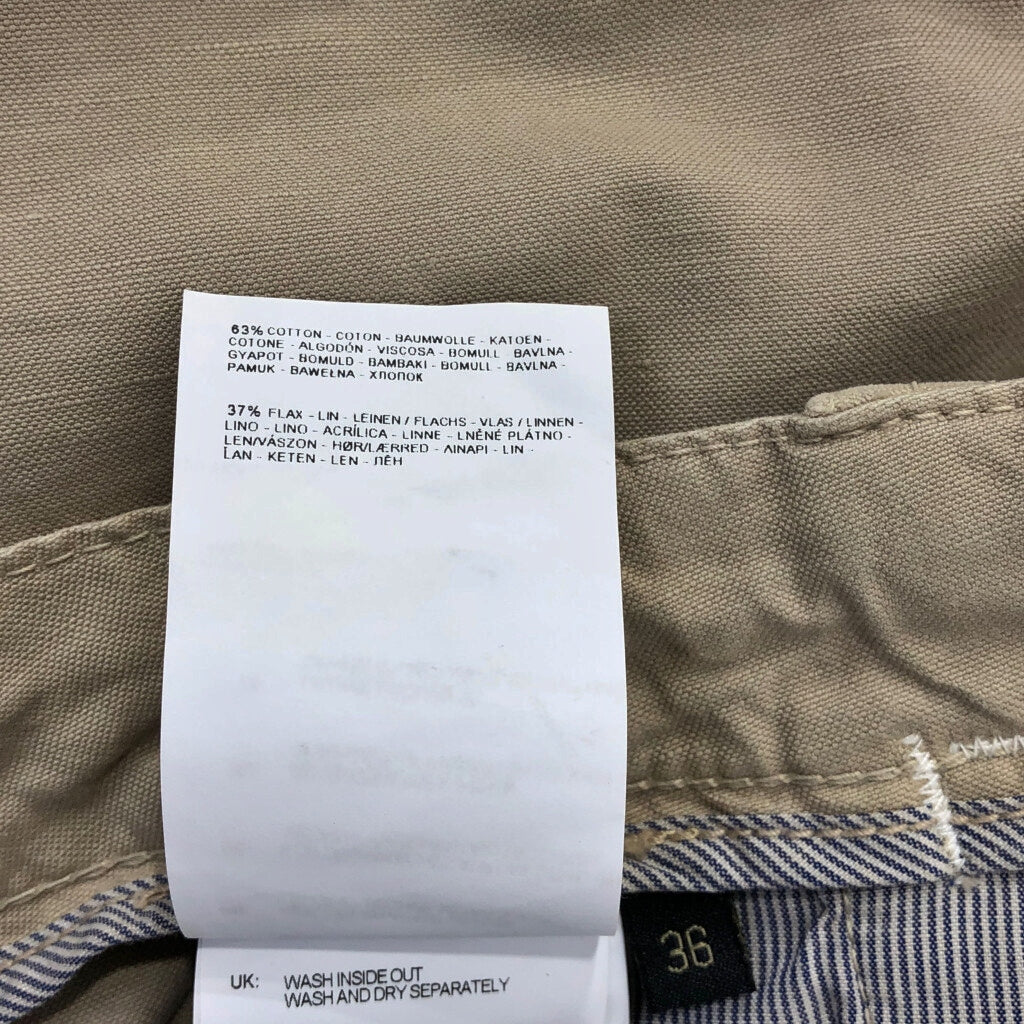 63% COTTON - COTON - BAUMWOLLE - KATOEN -
COTONE - ALGODÓN - VISCOSA - BOMULL - BAVLNA -
GYAPOT - BOMULD - BAMBAKI - BOMULL - BAVLNA -
PAMUK - BAWEŁNA - ХЛОПОК
37% FLAX - LIN - LEINEN / FLACHS - VLAS / LINNEN -
LINO - LINO - ACRÍLICA - LINNE - LNĚNÉ PLÁTNO -
LEN/VÁSZON - HØR/LÆRRED - ΛINAPI - LIN -
ĽAN - KETEN - LEN - ЛЁН
36
UK: WASH INSIDE OUT
WASH AND DRY SEPARATELY